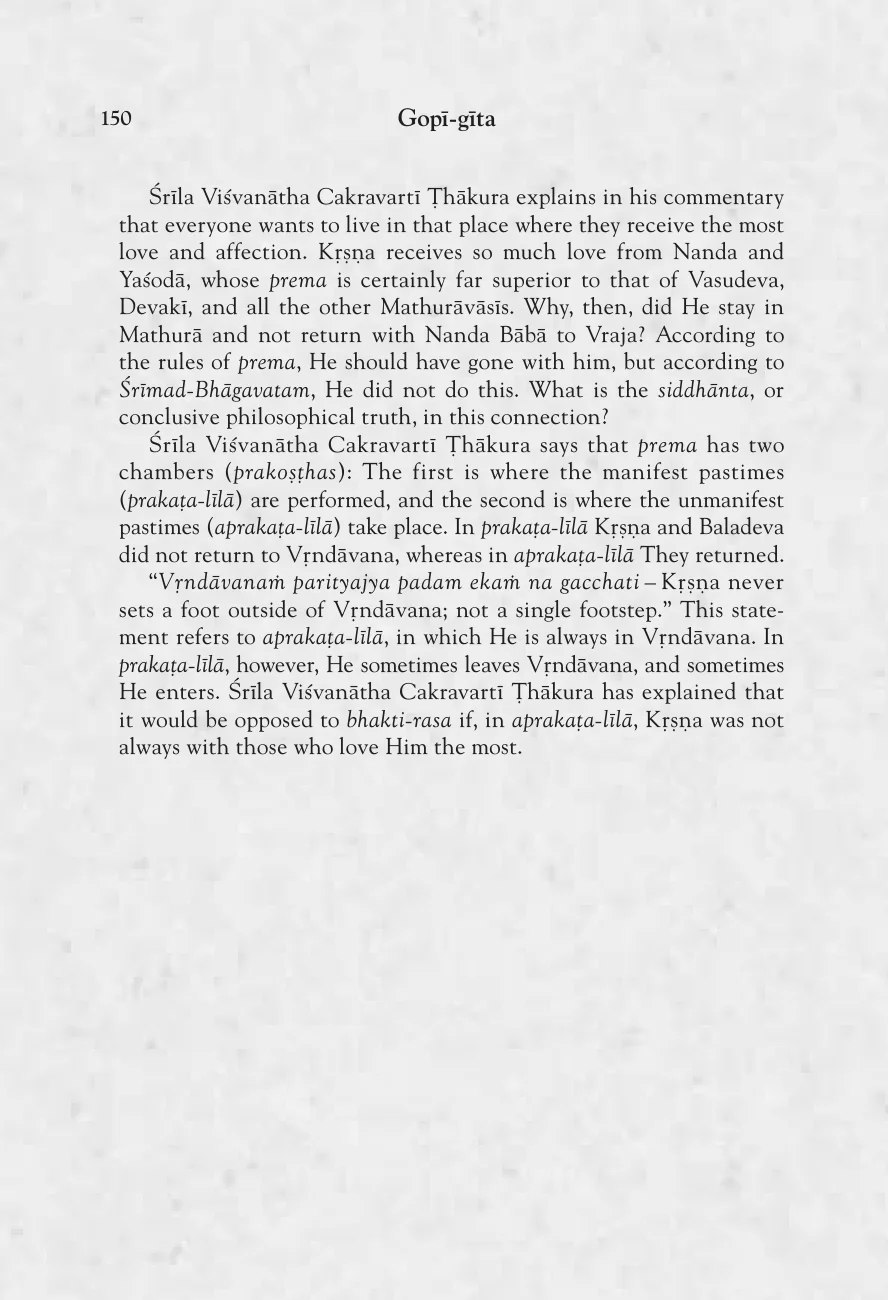 150
Gopī-gīta
Śrīla Viśvanātha Cakravartī Ṭhākura explains in his commentary
that everyone wants to live in that place where they receive the most
love and affection. Kṛṣṇa receives so much love from Nanda and
Yaśodā, whose prema is certainly far superior to that of Vasudeva,
Devakī, and all the other Mathurāvāsīs. Why, then, did He stay in
Mathurā and not return with Nanda Bābā to Vraja? According to
the rules of prema, He should have gone with him, but according to
Śrīmad-Bhāgavatam, He did not do this. What is the siddhānta, or
conclusive philosophical truth, in this connection?
Śrīla Viśvanātha Cakravartī Ṭhākura says that prema has two
chambers (prakoṣṭhas): The first is where the manifest pastimes
(prakaṭa-līlā) are performed, and the second is where the unmanifest
pastimes (aprakaṭa-līlā) take place. In prakaṭa-līlā Kṛṣṇa and Baladeva
did not return to Vṛndāvana, whereas in aprakaṭa-līlā They returned.
“Vṛndāvanaṁ parityajya padam ekaṁ na gacchati – Kṛṣṇa never
sets a foot outside of Vṛndāvana; not a single footstep.” This state-
ment refers to aprakaṭa-līlā, in which He is always in Vṛndāvana. In
prakaṭa-līlā, however, He sometimes leaves Vṛndāvana, and sometimes
He enters. Śrīla Viśvanātha Cakravartī Ṭhākura has explained that
it would be opposed to bhakti-rasa if, in aprakaṭa-līlā, Kṛṣṇa was not
always with those who love Him the most.